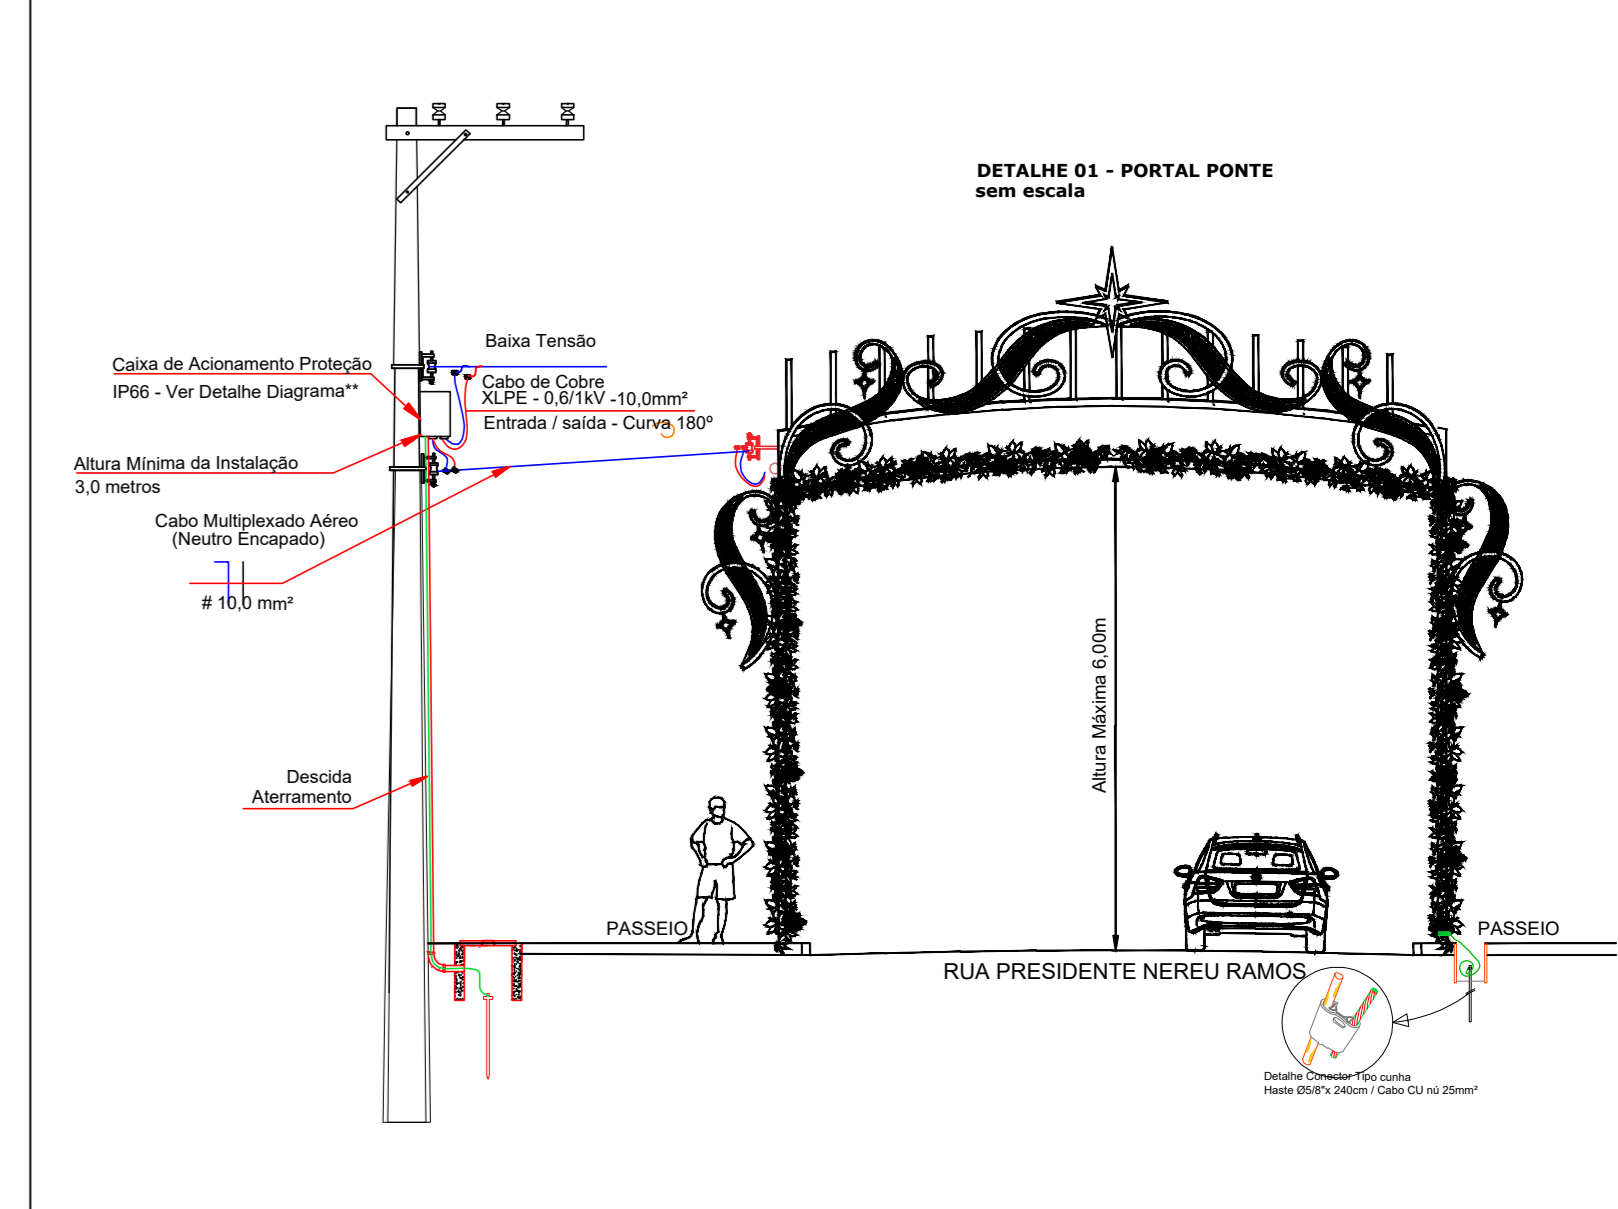 DETALHE 01 - PORTAL PONTE
sem escala
Baixa Tensão
Caixa de Acionamento Proteção
IP66 - Ver Detalhe Diagrama**
Cabo de Cobre
XLPE - 0,6/1kV -10,0mm²
Entrada / saída - Curva 180º
Altura Mínima da Instalação
3,0 metros
Cabo Multiplexado Aéreo
(Neutro Encapado)
# 10,0 mm²
Altura Máxima 6,00m
Descida
Aterramento
PASSEIO
PASSEIO
RUA PRESIDENTE NEREU RAMOS
Detalhe Conector Tipo cunha
Haste Ø5/8"x 240cm / Cabo CU nú 25mm²